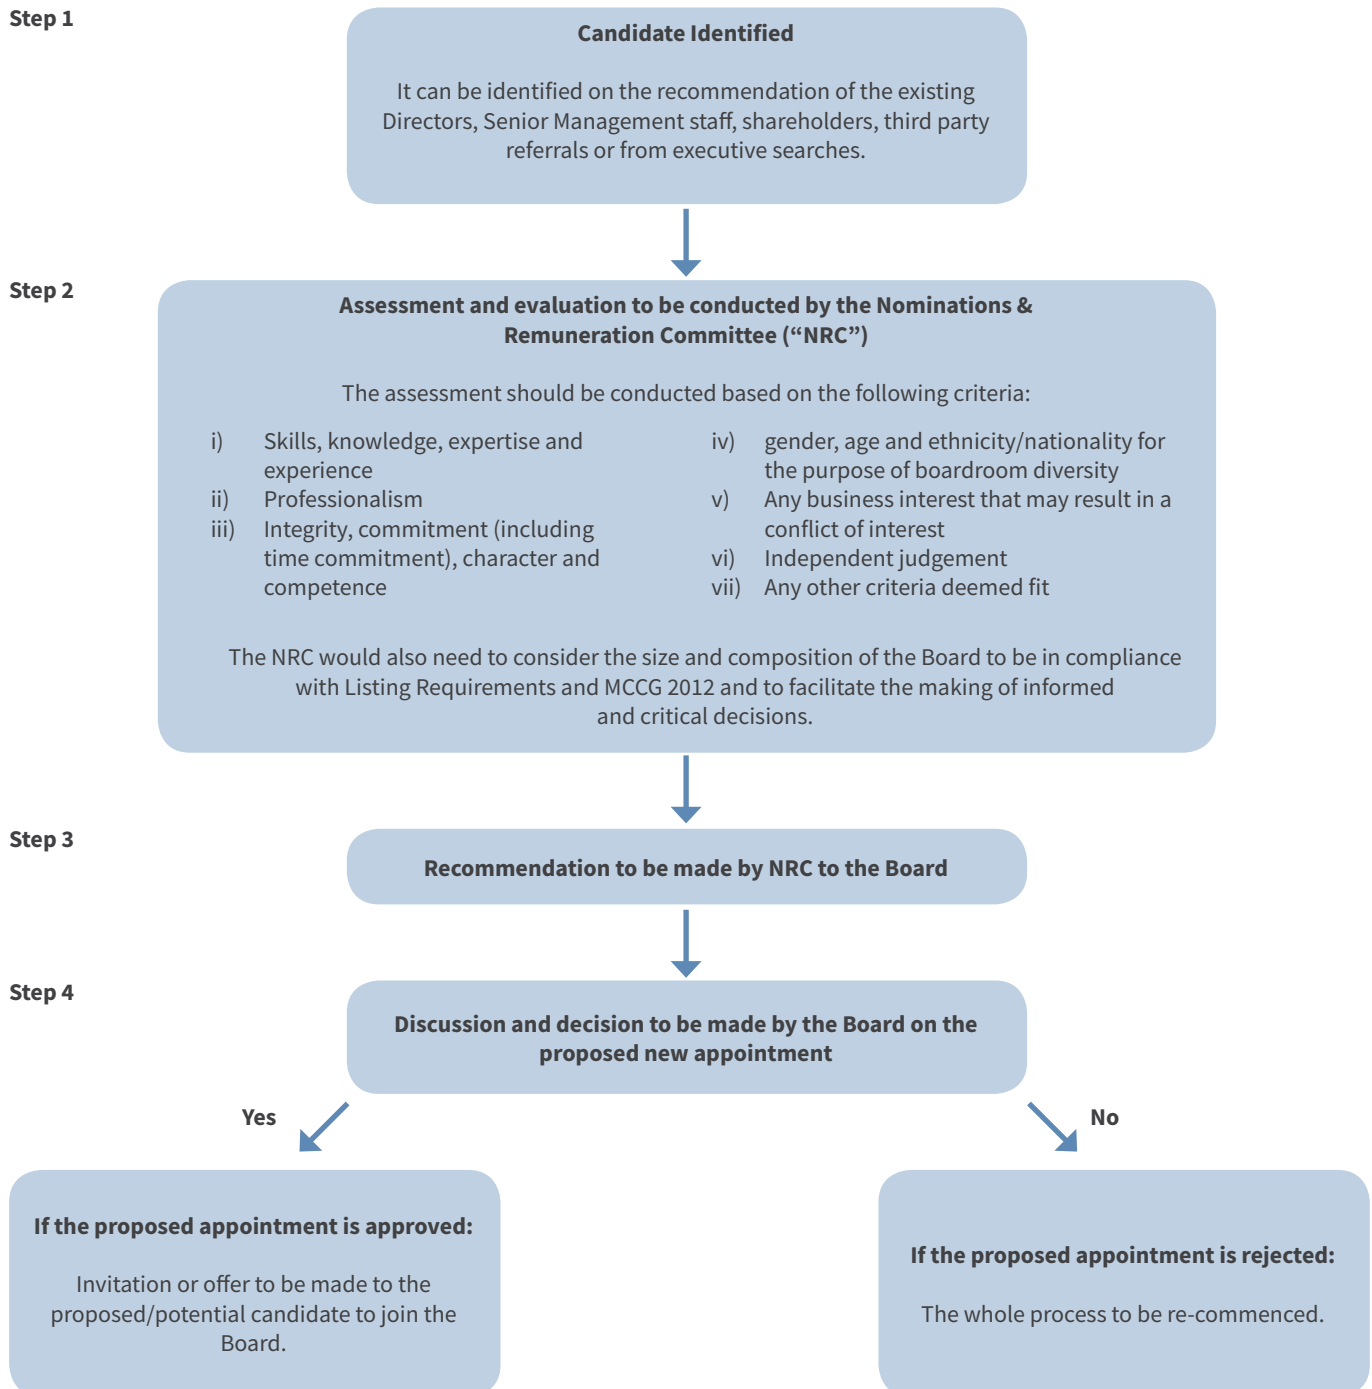 Step 1
Candidate Identified
It can be identified on the recommendation of the existing
Directors, Senior Management staff, shareholders, third party
referrals or from executive searches.
Step 2
Assessment and evaluation to be conducted by the Nominations &
Remuneration Committee (“NRC”)
The assessment should be conducted based on the following criteria:
i) Skills, knowledge, expertise and
experience
ii) Professionalism
iii) Integrity, commitment (including
time commitment), character and
competence
iv) gender, age and ethnicity/nationality for
the purpose of boardroom diversity
v) Any business interest that may result in a
conflict of interest
vi) Independent judgement
vii) Any other criteria deemed fit
The NRC would also need to consider the size and composition of the Board to be in compliance
with Listing Requirements and MCCG 2012 and to facilitate the making of informed
and critical decisions.
Step 3
Recommendation to be made by NRC to the Board
Step 4
Discussion and decision to be made by the Board on the
proposed new appointment
Yes
No
If the proposed appointment is approved:
Invitation or offer to be made to the
proposed/potential candidate to join the
Board.
If the proposed appointment is rejected:
The whole process to be re-commenced.